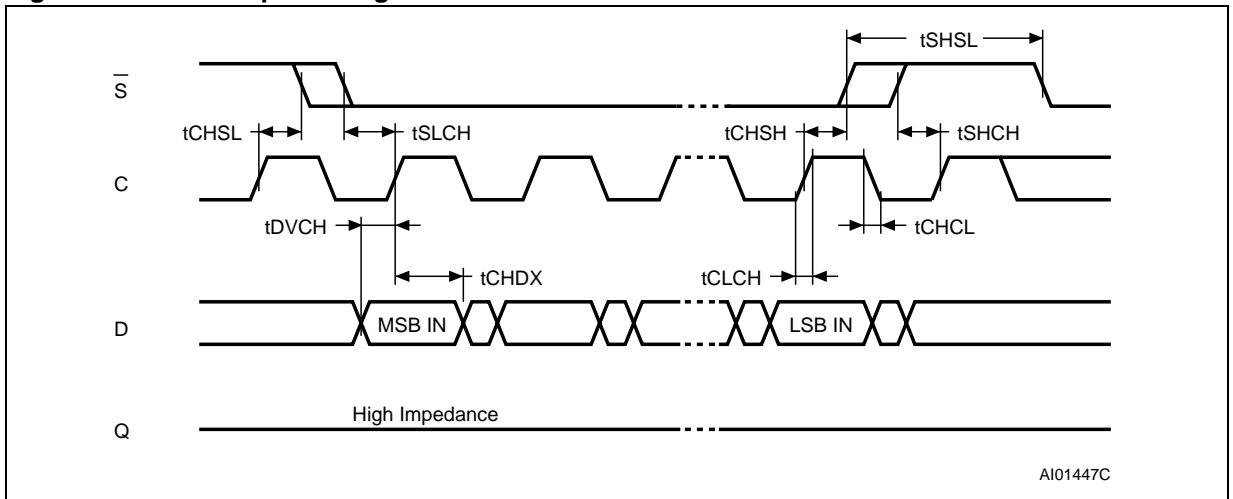 tSHSL
S̅
tCHSL
tSLCH
tCHSH
tSHCH
C
tDVCH
tCHCL
tCHDX
tCLCH
D
MSB IN
LSB IN
High Impedance
Q
AI01447C